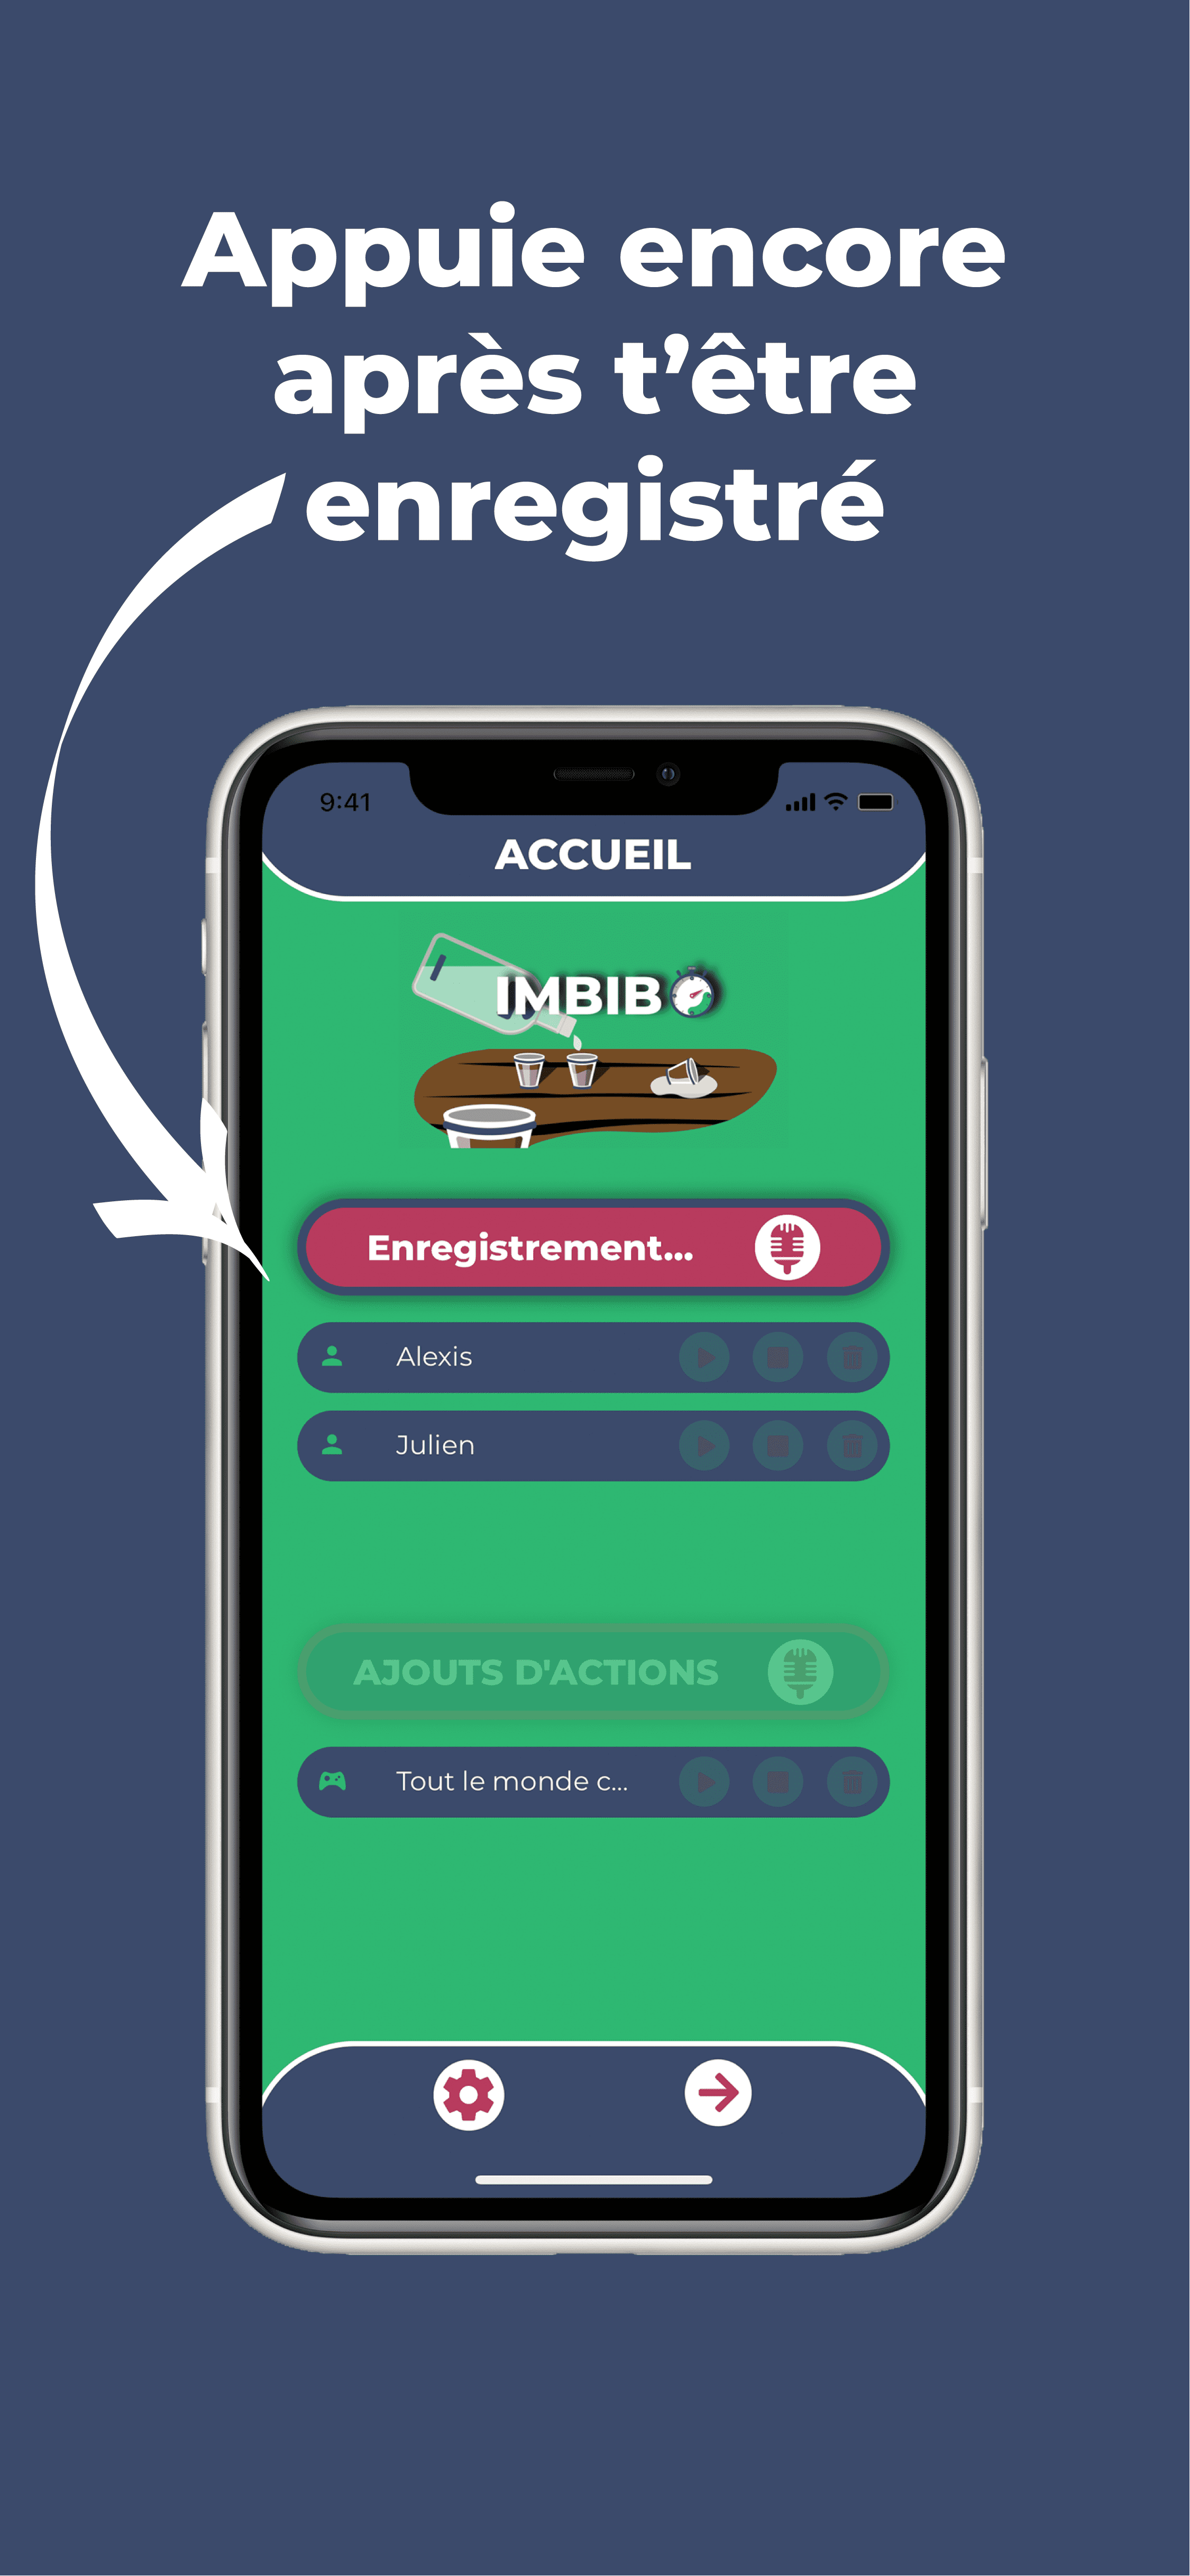 Appuie encore
après t’être
enregistré
9:41
ACCUEIL
IMBIBO
Enregistrement...
Alexis
Julien
AJOUTS D'ACTIONS
Tout le monde c...